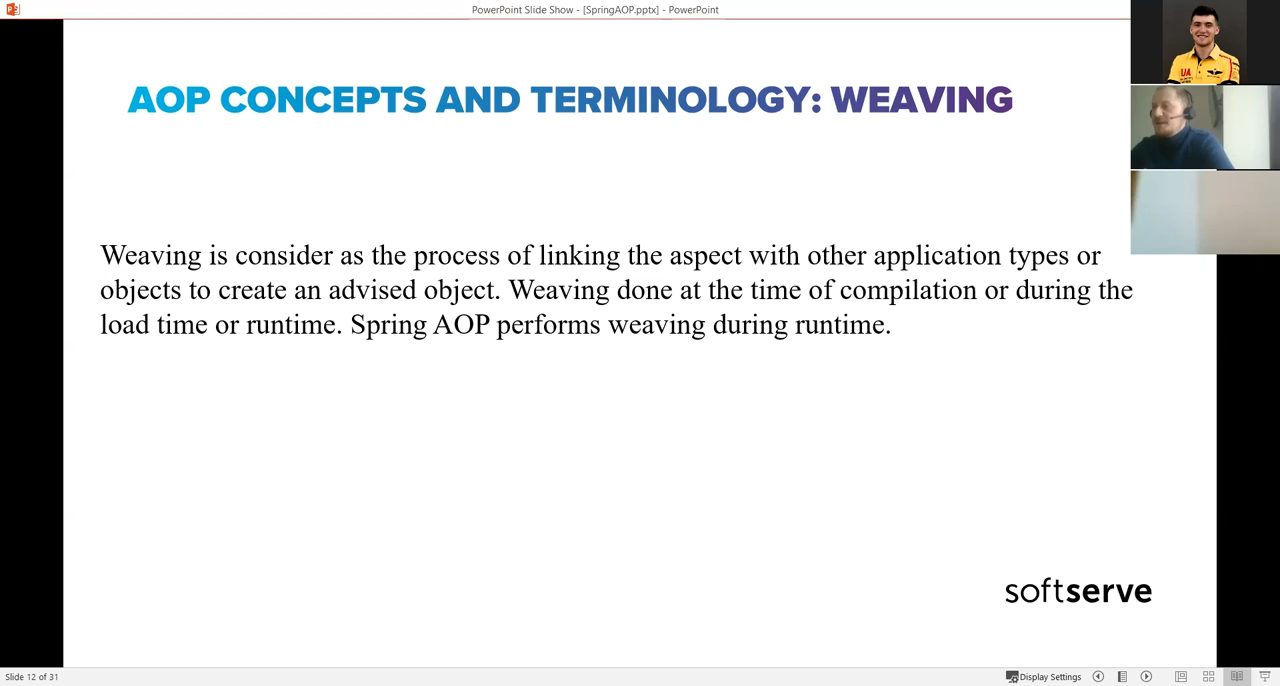 PowerPoint Slide Show - [SpringAOP.pptx] - PowerPoint
AOP CONCEPTS AND TERMINOLOGY: WEAVING
UA
Weaving is consider as the process of linking the aspect with other application types or
objects to create an advised object. Weaving done at the time of compilation or during the
load time or runtime. Spring AOP performs weaving during runtime.
softserve
Slide 12 of 31
Display Settings